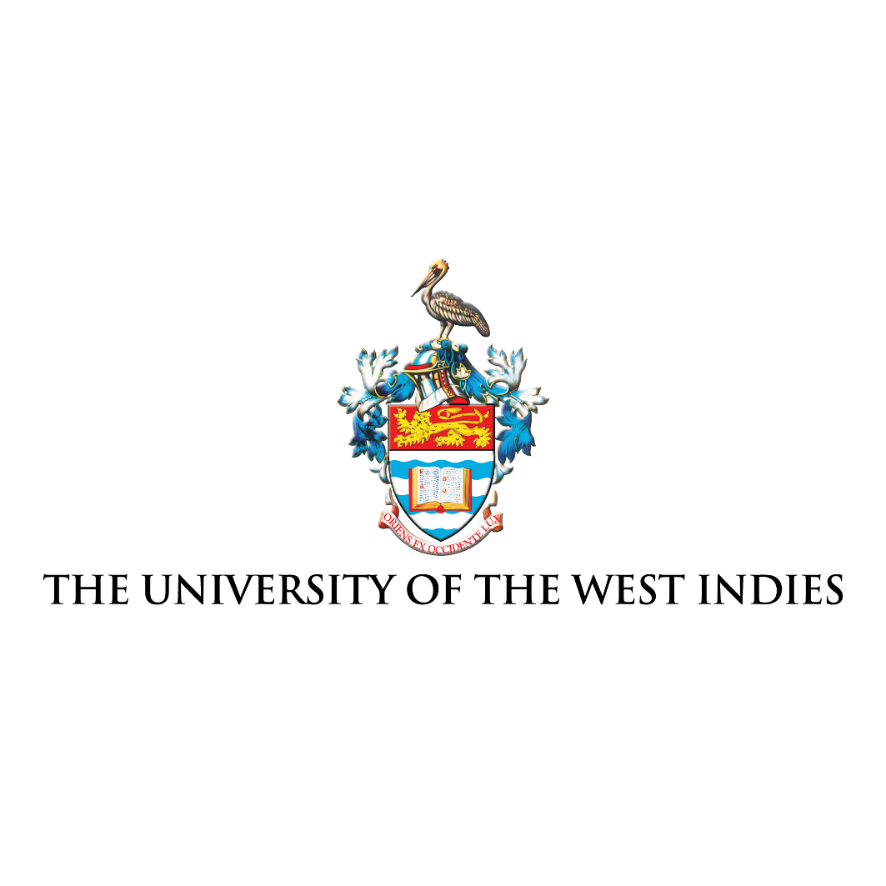 ORIENS EX OCCIDENTE LUX
THE UNIVERSITY OF THE WEST INDIES